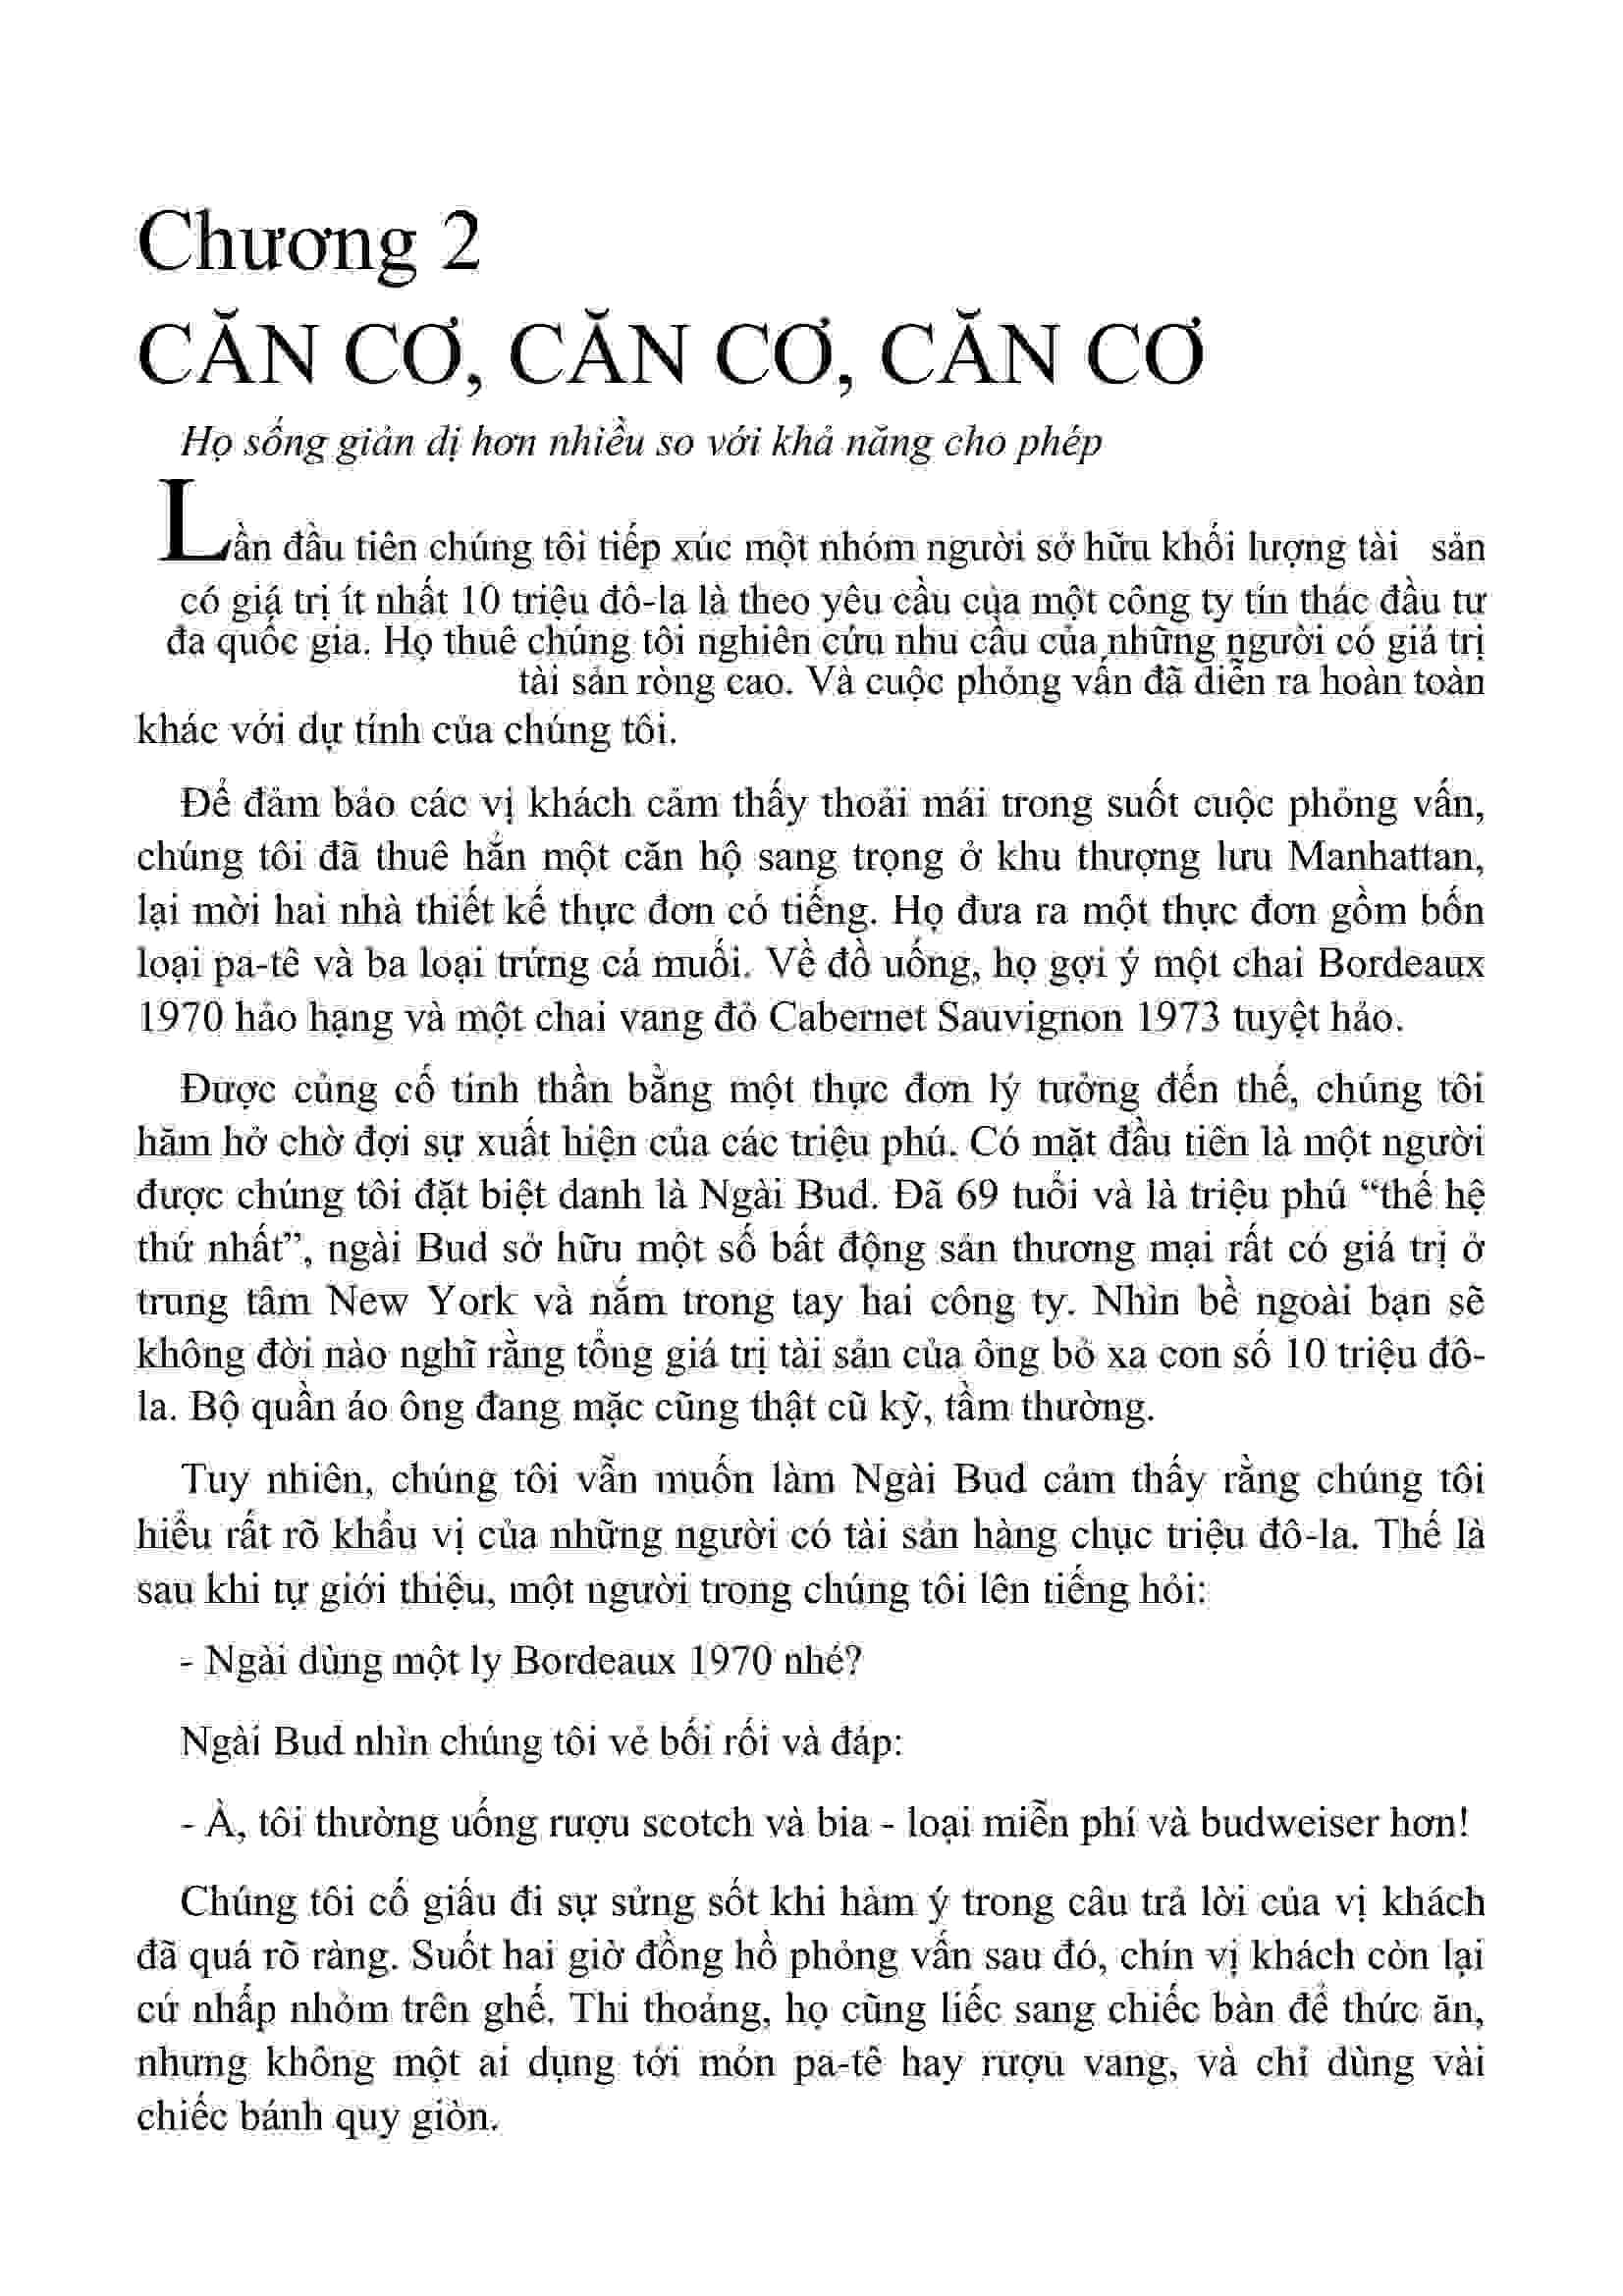 Chương 2
CĂN CƠ, CĂN CƠ, CĂN CƠ
Họ sống giản dị hơn nhiều so với khả năng cho phép
Lần đầu tiên chúng tôi tiếp xúc một nhóm người sở hữu khối lượng tài sản
có giá trị ít nhất 10 triệu đô-la là theo yêu cầu của một công ty tín thác đầu tư
đa quốc gia. Họ thuê chúng tôi nghiên cứu nhu cầu của những người có giá trị
tài sản ròng cao. Và cuộc phỏng vấn đã diễn ra hoàn toàn
khác với dự tính của chúng tôi.
Để đảm bảo các vị khách cảm thấy thoải mái trong suốt cuộc phỏng vấn,
chúng tôi đã thuê hẳn một căn hộ sang trọng ở khu thượng lưu Manhattan,
lại mời hai nhà thiết kế thực đơn có tiếng. Họ đưa ra một thực đơn gồm bốn
loại pa-tê và ba loại trứng cá muối. Về đồ uống, họ gợi ý một chai Bordeaux
1970 hảo hạng và một chai vang đỏ Cabernet Sauvignon 1973 tuyệt hảo.
Được củng cố tinh thần bằng một thực đơn lý tưởng đến thế, chúng tôi
hăm hở chờ đợi sự xuất hiện của các triệu phú. Có mặt đầu tiên là một người
được chúng tôi đặt biệt danh là Ngài Bud. Đã 69 tuổi và là triệu phú “thế hệ
thứ nhất”, ngài Bud sở hữu một số bất động sản thương mại rất có giá trị ở
trung tâm New York và nắm trong tay hai công ty. Nhìn bề ngoài bạn sẽ
không đời nào nghĩ rằng tổng giá trị tài sản của ông bỏ xa con số 10 triệu đô-
la. Bộ quần áo ông đang mặc cũng thật cũ kỹ, tầm thường.
Tuy nhiên, chúng tôi vẫn muốn làm Ngài Bud cảm thấy rằng chúng tôi
hiểu rất rõ khẩu vị của những người có tài sản hàng chục triệu đô-la. Thế là
sau khi tự giới thiệu, một người trong chúng tôi lên tiếng hỏi:
- Ngài dùng một ly Bordeaux 1970 nhé?
Ngài Bud nhìn chúng tôi vẻ bối rối và đáp:
- À, tôi thường uống rượu scotch và bia - loại miễn phí và budweiser hơn!
Chúng tôi cố giấu đi sự sửng sốt khi hàm ý trong câu trả lời của vị khách
đã quá rõ ràng. Suốt hai giờ đồng hồ phỏng vấn sau đó, chín vị khách còn lại
cứ nhấp nhỏm trên ghế. Thi thoảng, họ cũng liếc sang chiếc bàn để thức ăn,
nhưng không một ai dụng tới món pa-tê hay rượu vang, và chỉ dùng vài
chiếc bánh quy giòn.